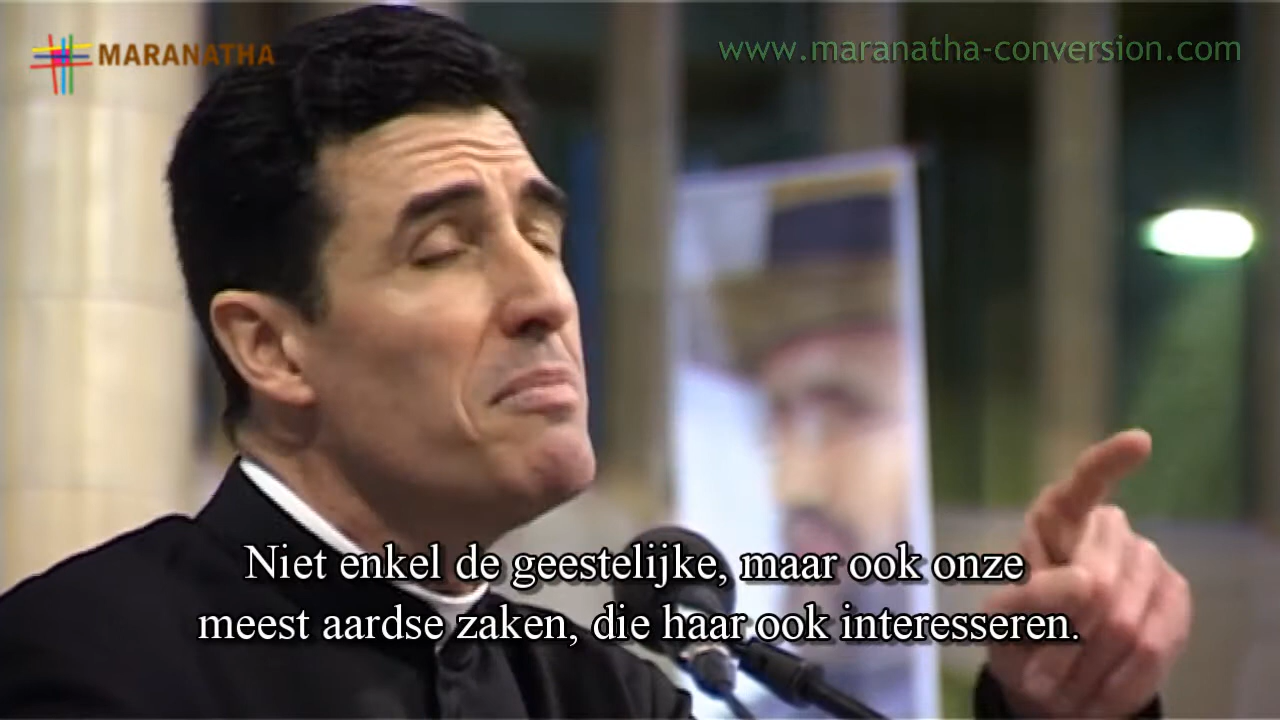 MARANATHA
www.maranatha-conversion.com
Niet enkel de geestelijke, maar ook onze
meest aardse zaken, die haar ook interesseren.